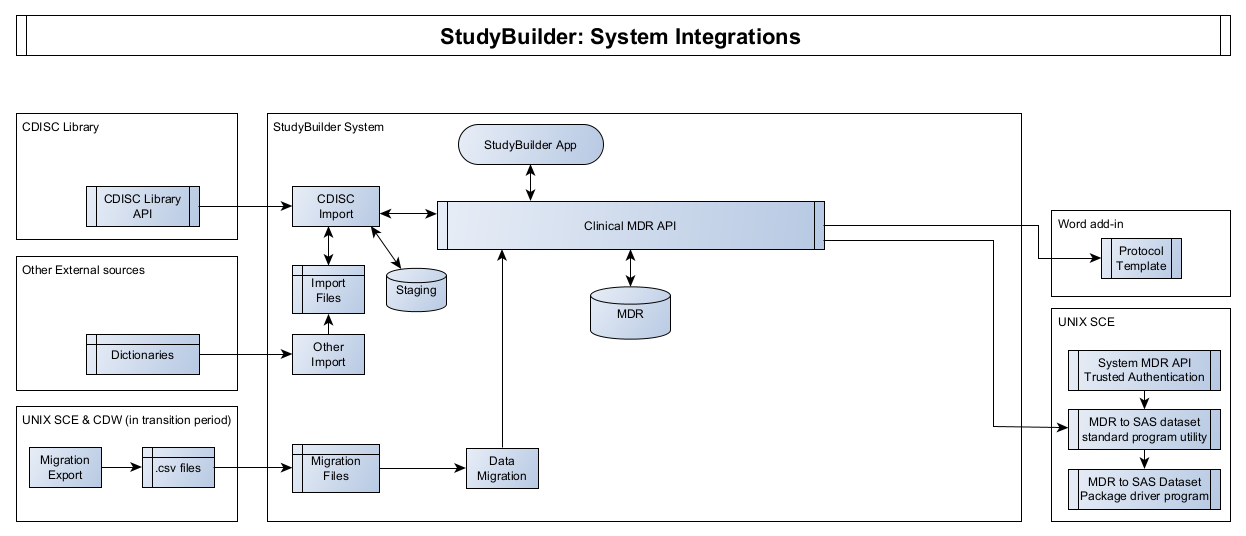 StudyBuilder: System Integrations
CDISC Library
CDISC Library
API
Other External sources
Dictionaries
UNIX SCE & CDW (in transition period)
Migration
Export
.csv files
StudyBuilder System
StudyBuilder App
CDISC
Import
Clinical MDR API
Import
Files
Staging
MDR
Other
Import
Migration
Files
Data
Migration
Word add-in
Protocol
Template
UNIX SCE
System MDR API
Trusted Authentication
MDR to SAS dataset
standard program utility
MDR to SAS Dataset
Package driver program